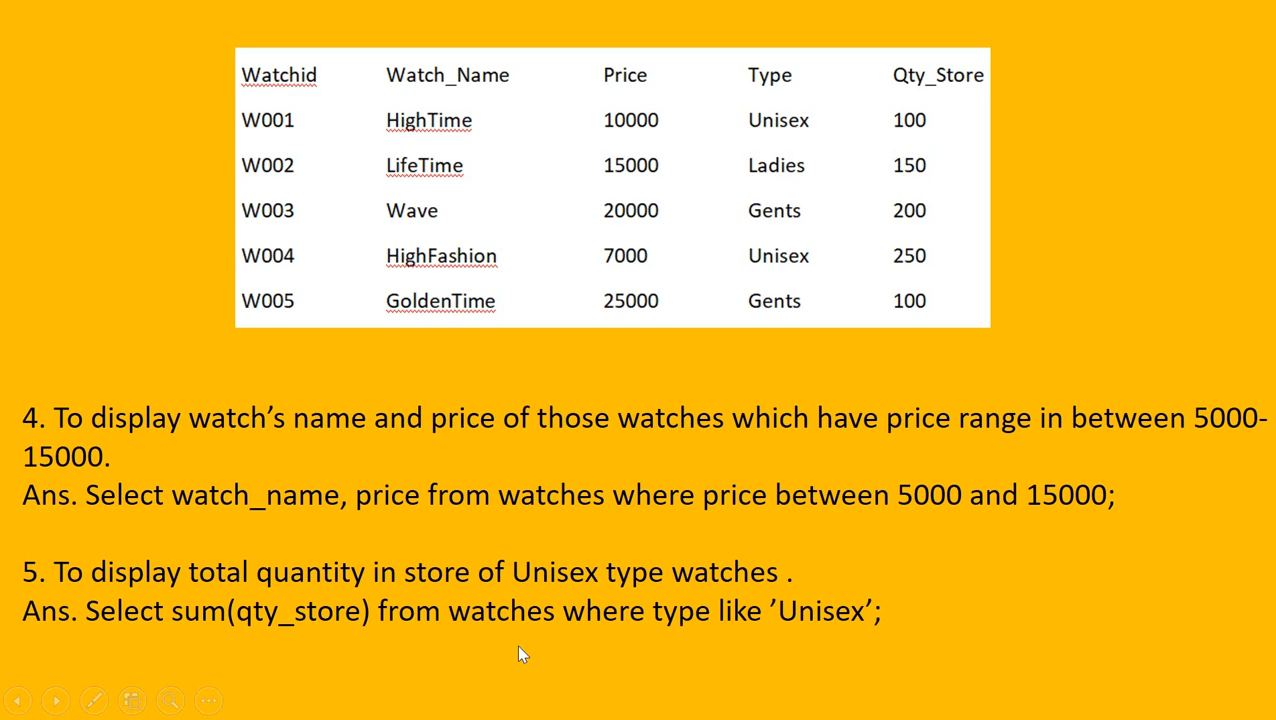 Watchid Watch_Name Price Type Qty_Store
W001 HighTime 10000 Unisex 100
W002 LifeTime 15000 Ladies 150
W003 Wave 20000 Gents 200
W004 HighFashion 7000 Unisex 250
W005 GoldenTime 25000 Gents 100
4. To display watch’s name and price of those watches which have price range in between 5000-
15000.
Ans. Select watch_name, price from watches where price between 5000 and 15000;
5. To display total quantity in store of Unisex type watches .
Ans. Select sum(qty_store) from watches where type like ’Unisex’;